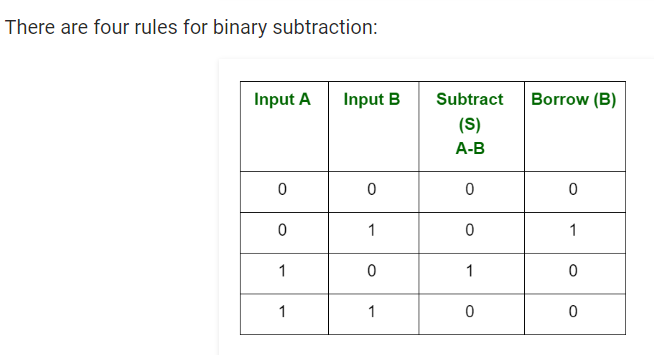 There are four rules for binary subtraction:
Input A Input B Subtract (S) A-B Borrow (B)
0 0 0 0
0 1 0 1
1 0 1 0
1 1 0 0